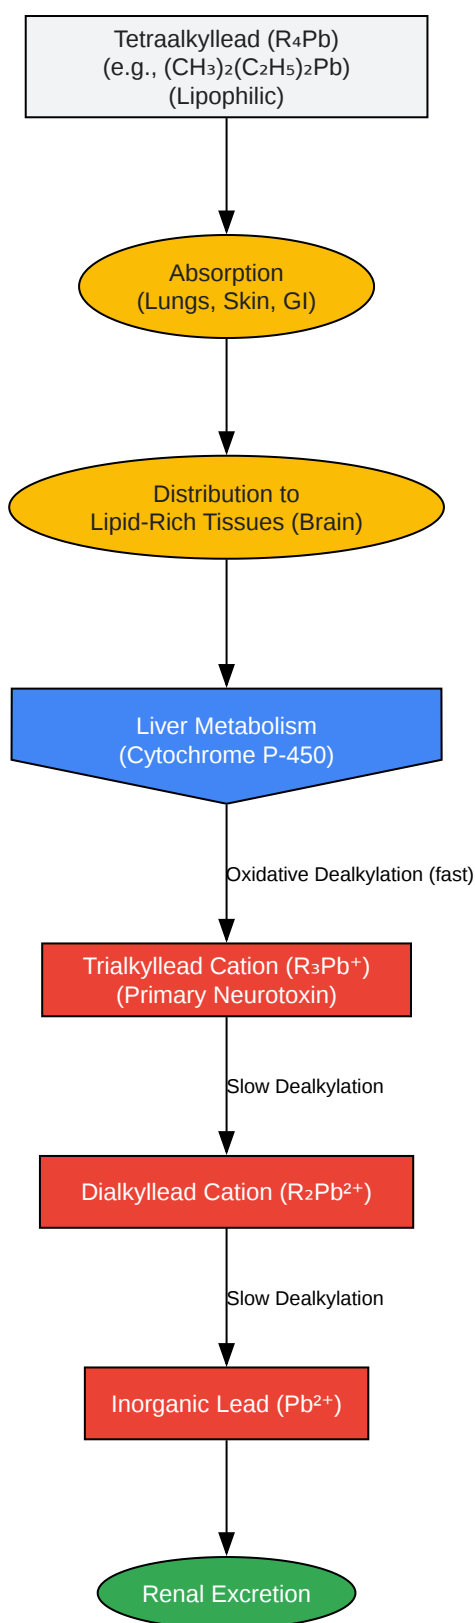 Tetraalkyllead (R₄Pb)
(e.g., (CH₃)₂(C₂H₅)₂Pb)
(Lipophilic)
Absorption
(Lungs, Skin, GI)
Distribution to
Lipid-Rich Tissues (Brain)
Liver Metabolism
(Cytochrome P-450)
Oxidative Dealkylation (fast)
Trialkyllead Cation (R₃Pb⁺)
(Primary Neurotoxin)
Slow Dealkylation
Dialkyllead Cation (R₂Pb²⁺)
Slow Dealkylation
Inorganic Lead (Pb²⁺)
Renal Excretion